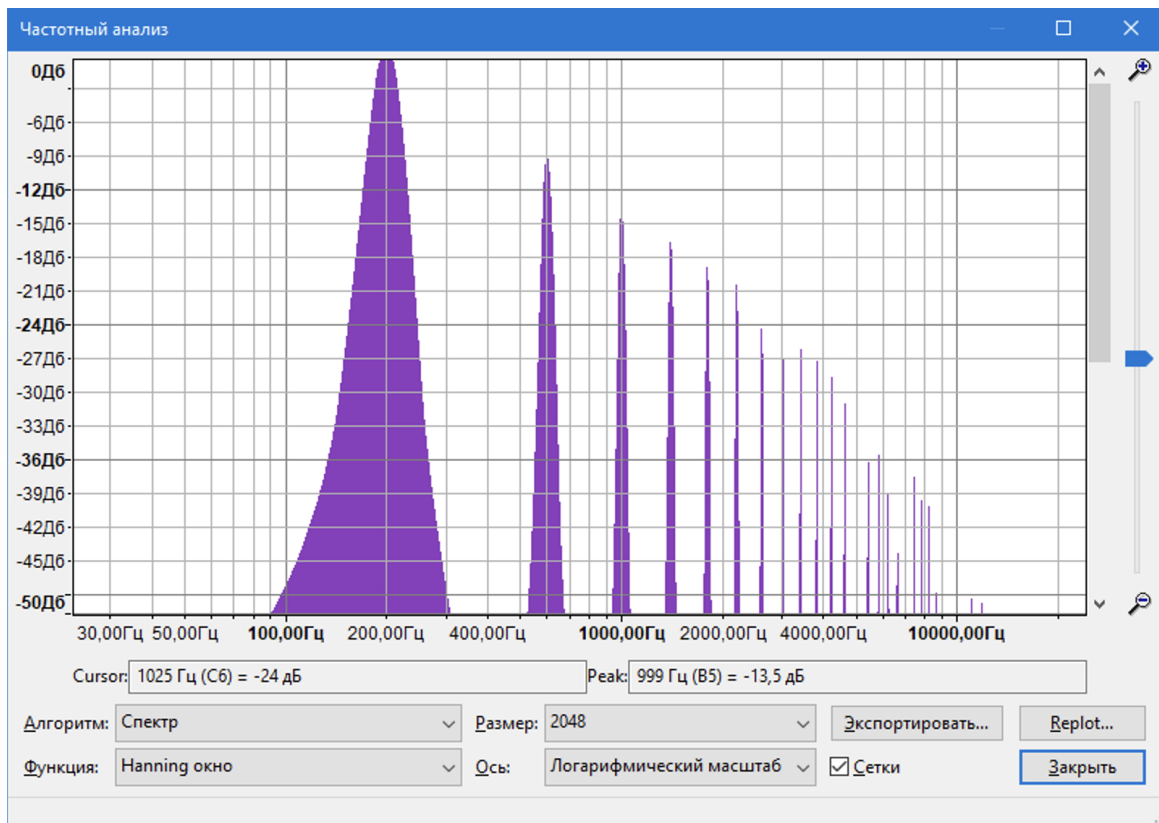 Частотный анализ
0Дб
-6Дб
-9Дб
-12Дб
-15Дб
-18Дб
-21Дб
-24Дб
-27Дб
-30Дб
-33Дб
-36Дб
-39Дб
-42Дб
-45Дб
-50Дб
30,00Гц 50,00Гц 100,00Гц 200,00Гц 400,00Гц 1000,00Гц 2000,00Гц 4000,00Гц 10000,00Гц
Cursor: 1025 Гц (C6) = -24 дБ Peak: 999 Гц (B5) = -13,5 дБ
Алгоритм: Спектр Размер: 2048 Экспортировать... Replot...
Функция: Hanning окно Ось: Логарифмический масштаб Сетки Закрыть